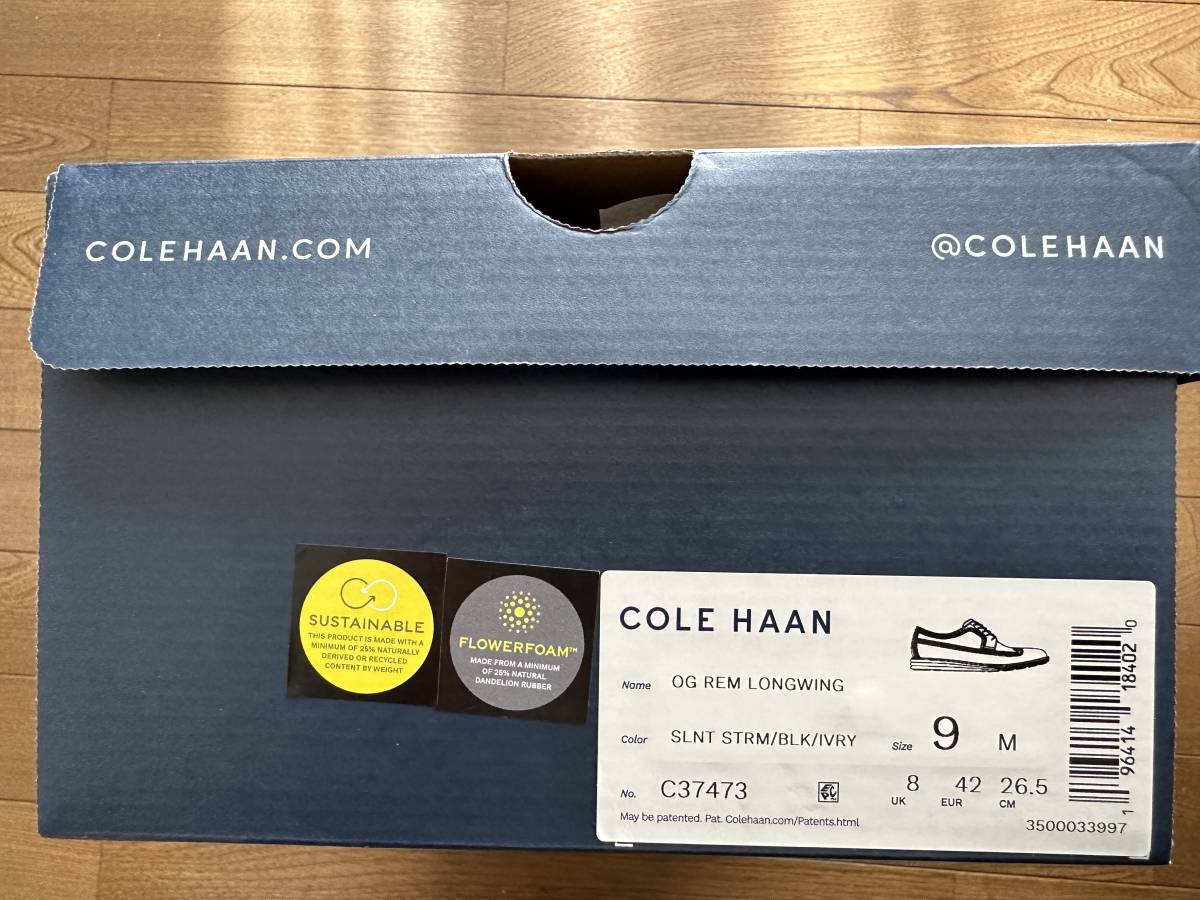 COLEHAAN.COM
@COLEHAAN
SUSTAINABLE
THIS PRODUCT IS MADE WITH A
MINIMUM OF 25% NATURALLY
DERIVED OR RECYCLED
CONTENT BY WEIGHT
FLOWERFOAM™
MADE FROM A MINIMUM
OF 25% NATURAL
DANDELION RUBBER
COLE HAAN
Name OG REM LONGWING
Color SLNT STRM/BLK/IVRY
Size 9 M
No. C37473
8 42 26.5
UK EUR CM
May be patented. Pat. Colehaan.com/Patents.html
3500033997
1 96414 18402 0